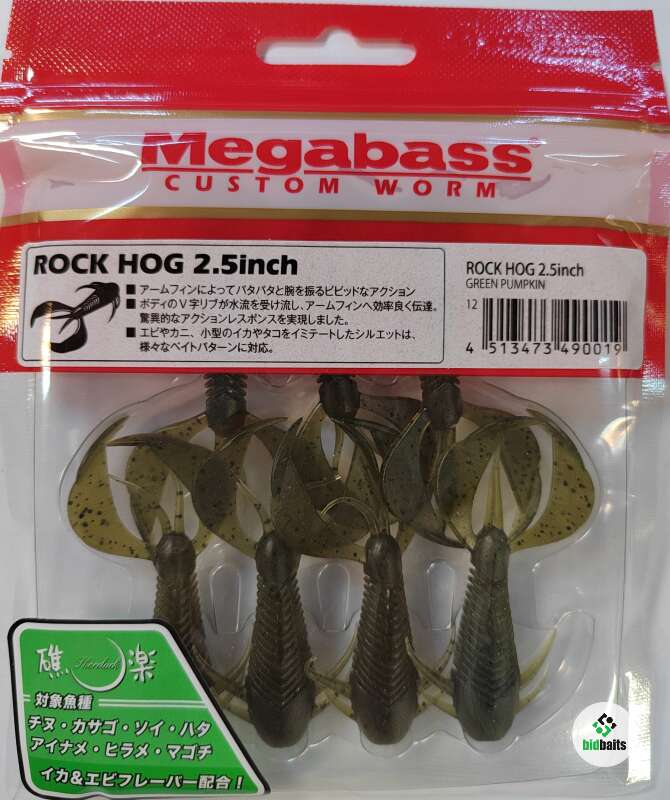 Megabass®
CUSTOM WORM
ROCK HOG 2.5inch
■ アームフィンによってバタバタと腕を振るビビッドなアクション
■ ボディのV字リブが水流を受け流し、アームフィンへ効率良く伝達。
驚異的なアクションレスポンスを実現しました。
■ エビやカニ、小型のイカやタコをイミテートしたシルエットは、
様々なベイトパターンに対応。
ROCK HOG 2.5inch
GREEN PUMPKIN
12
4 513473 490019
礁楽
対象魚種
チヌ・カサゴ・ソイ・ハタ
アイナメ・ヒラメ・マゴチ
イカ&エビフレーバー配合!
bidbaits